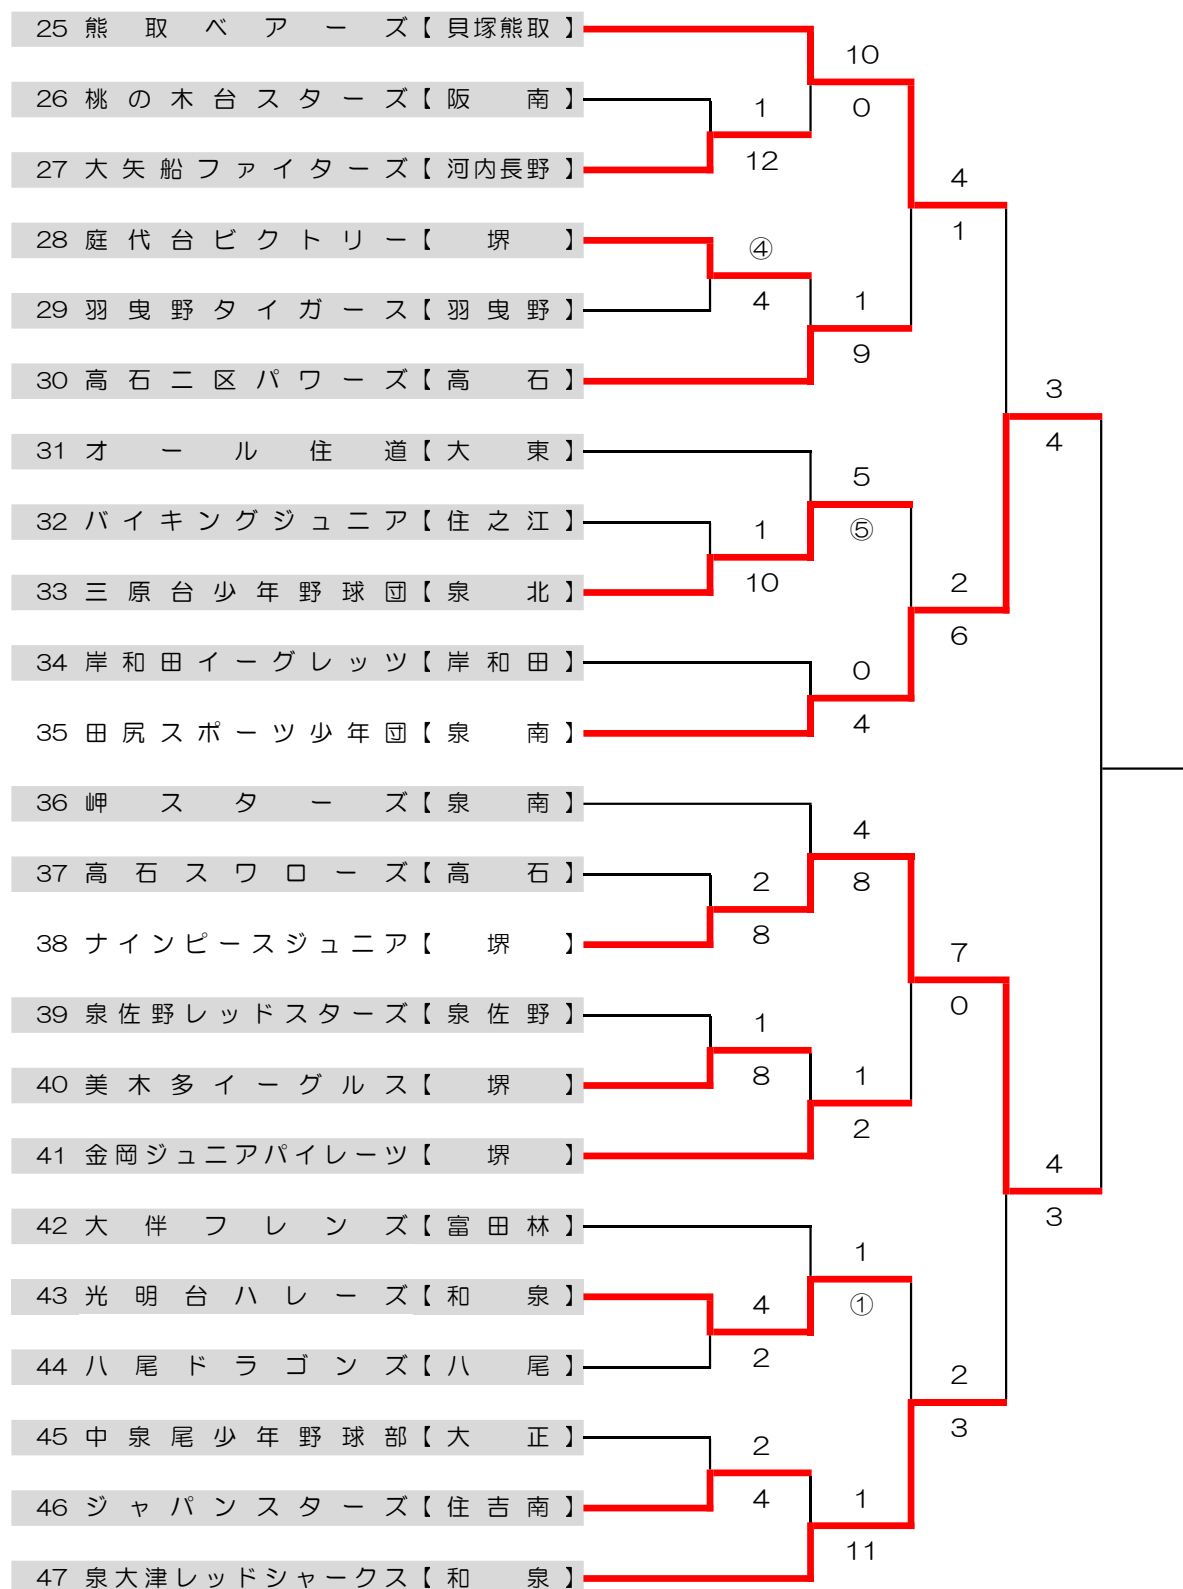 25 熊取ベアーズ【貝塚熊取】
10
26 桃の木台スターズ【阪南】
1
0
27 大矢船ファイターズ【河内長野】
12
4
28 庭代台ビクトリー【堺】
④
1
29 羽曳野タイガース【羽曳野】
4
1
9
30 高石二区パワーズ【高石】
3
31 オール住道【大東】
4
5
32 バイキングジュニア【住之江】
1
⑤
33 三原台少年野球団【泉北】
10
2
6
34 岸和田イーグレッツ【岸和田】
0
35 田尻スポーツ少年団【泉南】
4
36 岬スターズ【泉南】
4
37 高石スワローズ【高石】
2
8
38 ナインピースジュニア【堺】
8
7
39 泉佐野レッドスターズ【泉佐野】
1
0
40 美木多イーグルス【堺】
8
1
2
41 金岡ジュニアパイレーツ【堺】
4
42 大伴フレンズ【富田林】
3
1
43 光明台ハレーズ【和泉】
4
①
44 八尾ドラゴンズ【八尾】
2
2
45 中泉尾少年野球部【大正】
2
3
46 ジャパンスターズ【住吉南】
4
1
11
47 泉大津レッドシャークス【和泉】